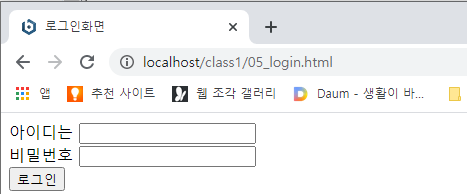 로그인화면
localhost/class1/05_login.html
앱 추천 사이트 웹 조각 갤러리 Daum - 생활이 바...
아이디는
비밀번호
로그인